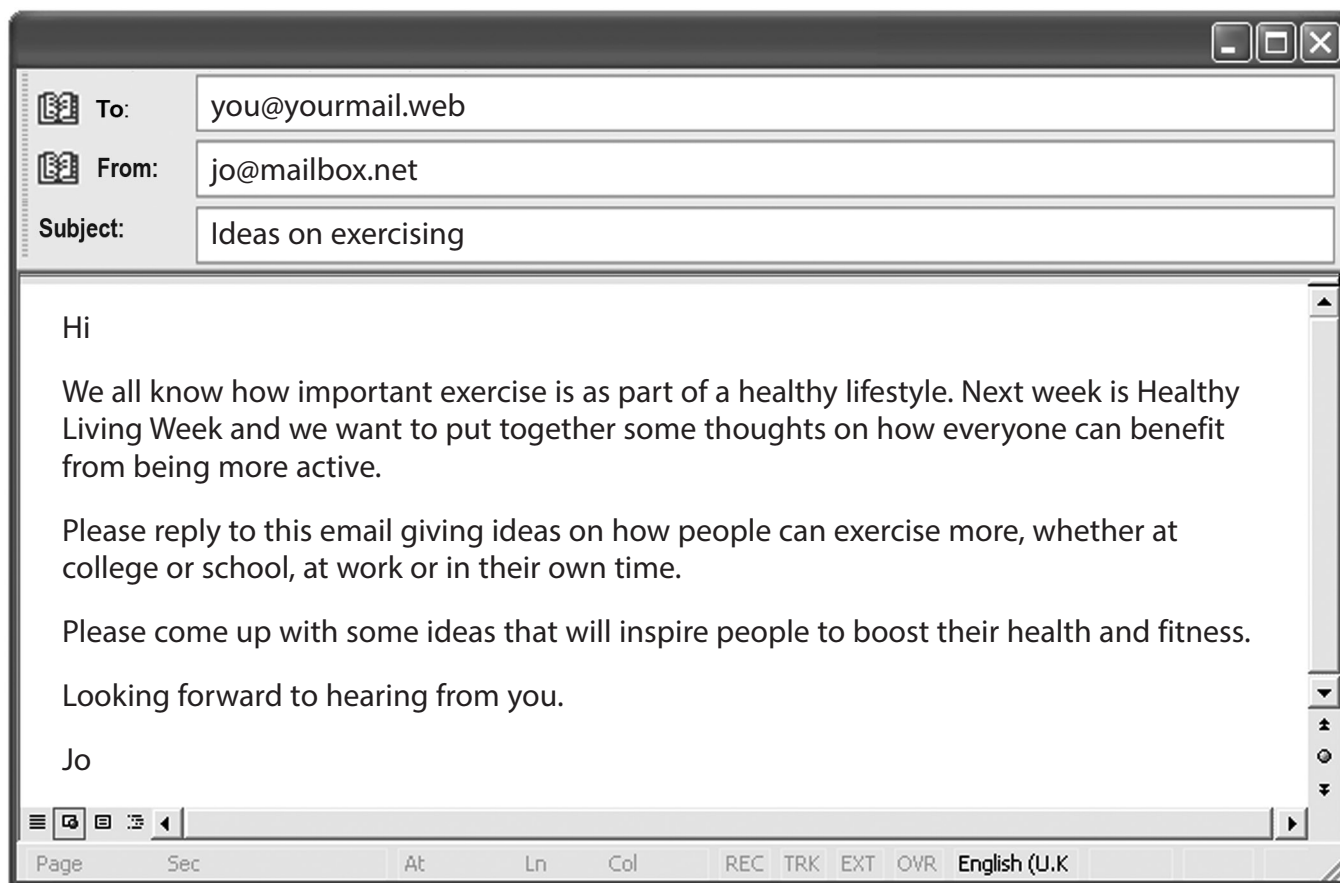 To: you@yourmail.web
From: jo@mailbox.net
Subject: Ideas on exercising
Hi
We all know how important exercise is as part of a healthy lifestyle. Next week is Healthy
Living Week and we want to put together some thoughts on how everyone can benefit
from being more active.
Please reply to this email giving ideas on how people can exercise more, whether at
college or school, at work or in their own time.
Please come up with some ideas that will inspire people to boost their health and fitness.
Looking forward to hearing from you.
Jo
Page Sec At Ln Col REC TRK EXT OVR English (U.K